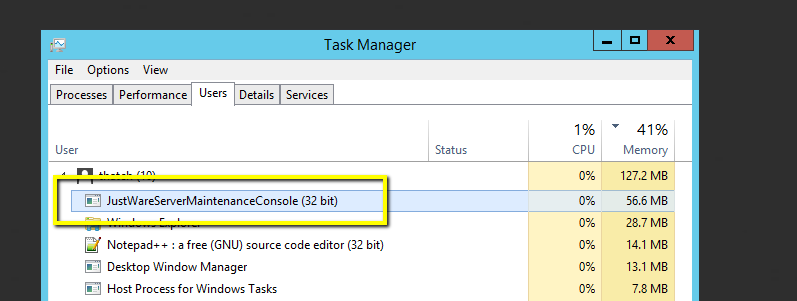 Task Manager
File Options View
Processes Performance Users Details Services
1% 41%
User Status CPU Memory
(10) 0% 127.2 MB
JustWareServerMaintenanceConsole (32 bit) 0% 56.6 MB
Windows Explorer 0% 28.7 MB
Notepad++ : a free (GNU) source code editor (32 bit) 0% 14.1 MB
Desktop Window Manager 0% 13.1 MB
Host Process for Windows Tasks 0% 7.8 MB